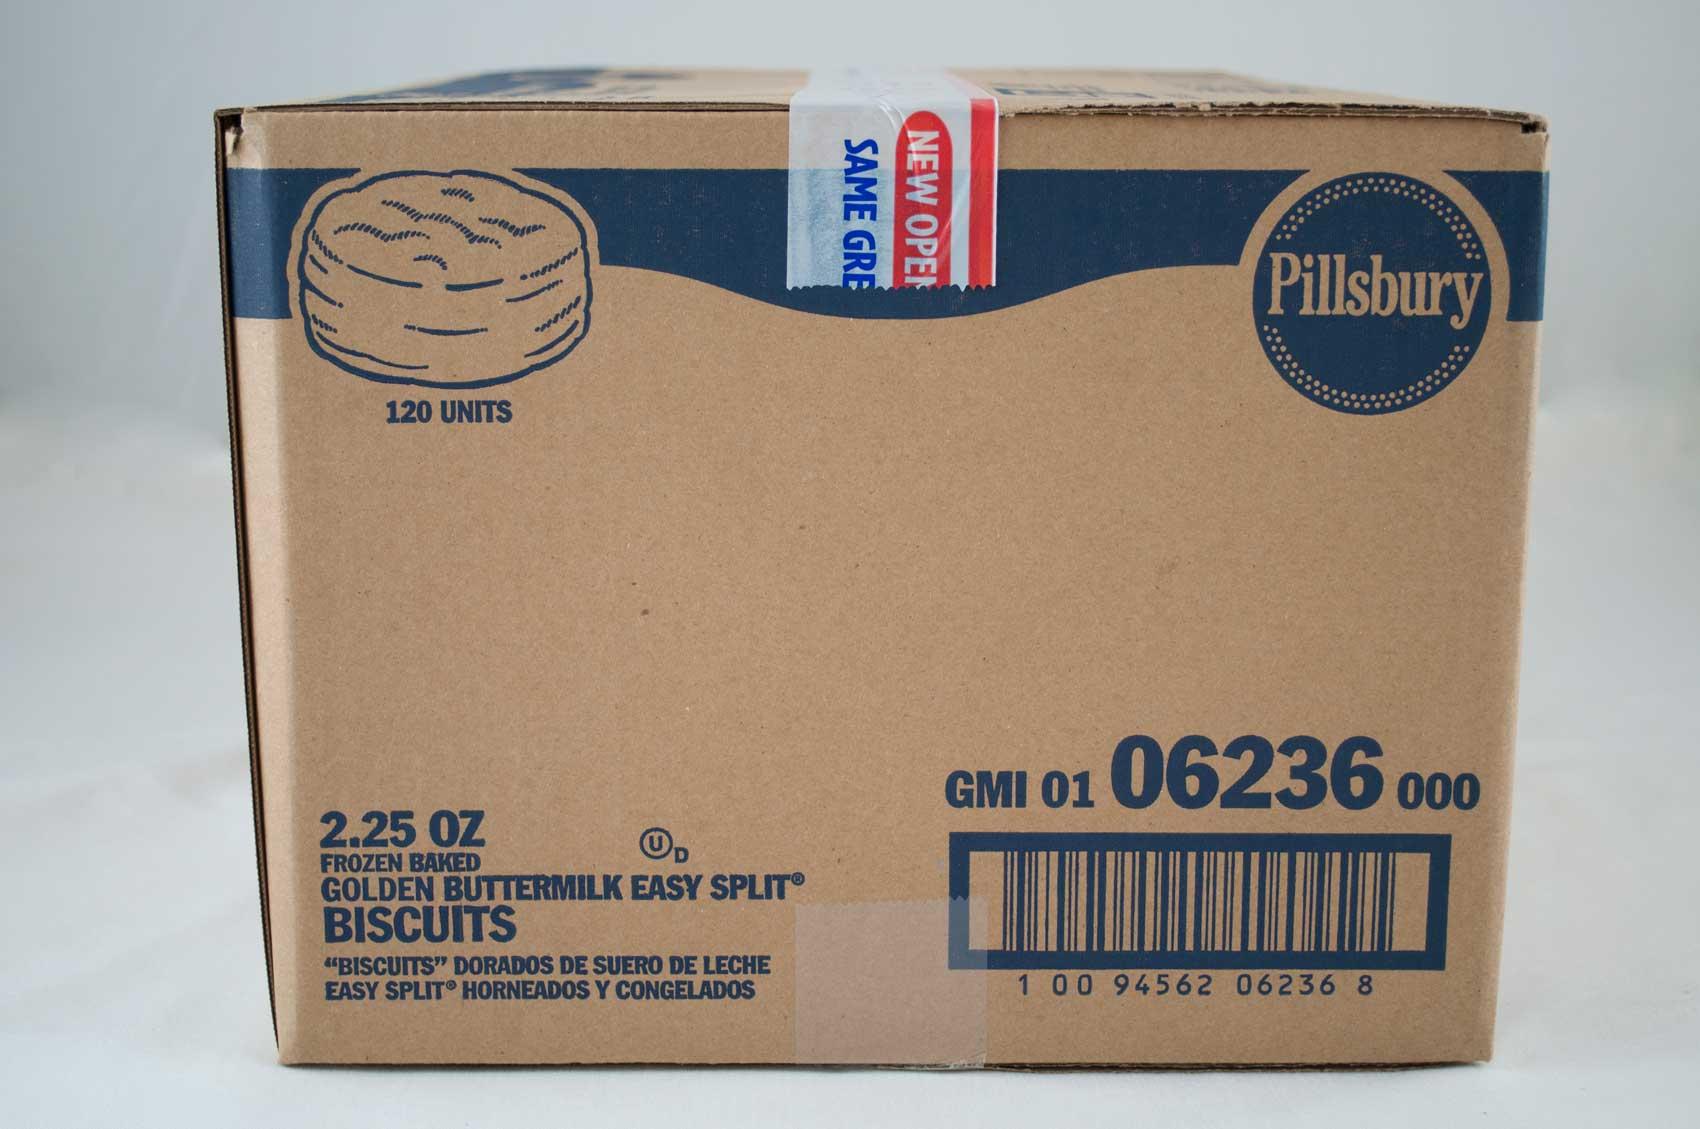 NEW OPEN
SAME GRE
Pillsbury
120 UNITS
GMI 01 06236 000
2.25 OZ
FROZEN BAKED
U D
GOLDEN BUTTERMILK EASY SPLIT®
BISCUITS
“BISCUITS” DORADOS DE SUERO DE LECHE
EASY SPLIT® HORNEADOS Y CONGELADOS
1 00 94562 06236 8